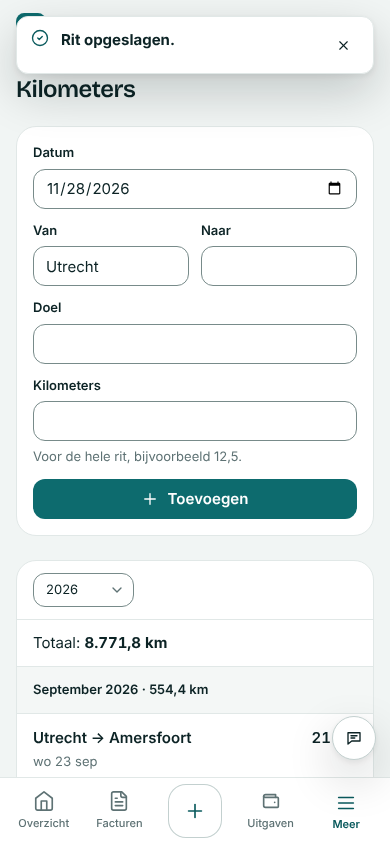 Rit opgeslagen.
Kilometers
Datum
11/28/2026
Van
Naar
Utrecht
Doel
Kilometers
Voor de hele rit, bijvoorbeeld 12,5.
Toevoegen
2026
Totaal: 8.771,8 km
September 2026 · 554,4 km
Utrecht → Amersfoort
21
wo 23 sep
Overzicht
Facturen
Uitgaven
Meer